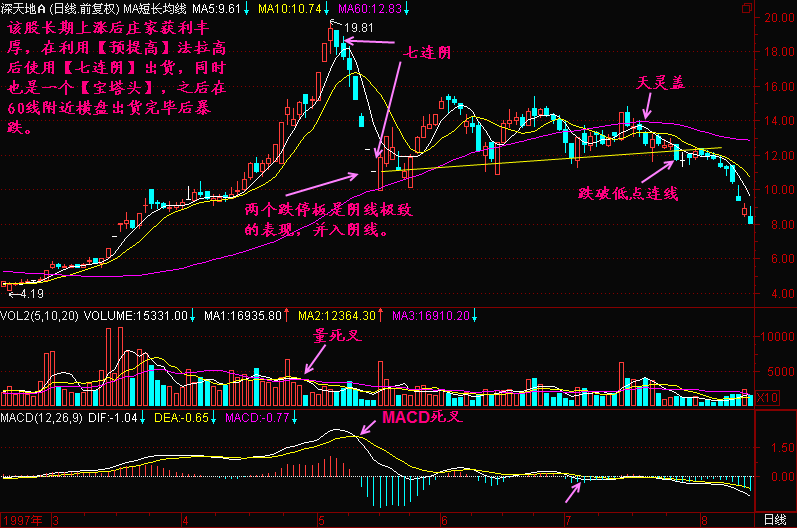 深天地A (日线.前复权) MA短长均线 MA5:9.61↓ MA10:10.74↓ MA60:12.83↓
该股长期上涨后庄家获利丰
厚，在利用【预提高】法拉高
后使用【七连阴】出货，同时
也是一个【宝塔头】，之后在
60线附近横盘出货完毕后暴
跌。
←19.81
七连阴
天灵盖
两个跌停板是阴线极致
的表现，并入阴线。
跌破低点连线
←4.19
20.00
18.00
16.00
14.00
12.00
10.00
8.00
6.00
4.00
VOL2(5,10,20) VOLUME:15331.00↓ MA1:16935.80↑ MA2:12364.30↑ MA3:16910.20↓
量死叉
10000
5000
X10
MACD(12,26,9) DIF:-1.04↓ DEA:-0.65↓ MACD:-0.77↓
MACD死叉
1.50
0.00
1997年 3 4 5 6 7 8 日线